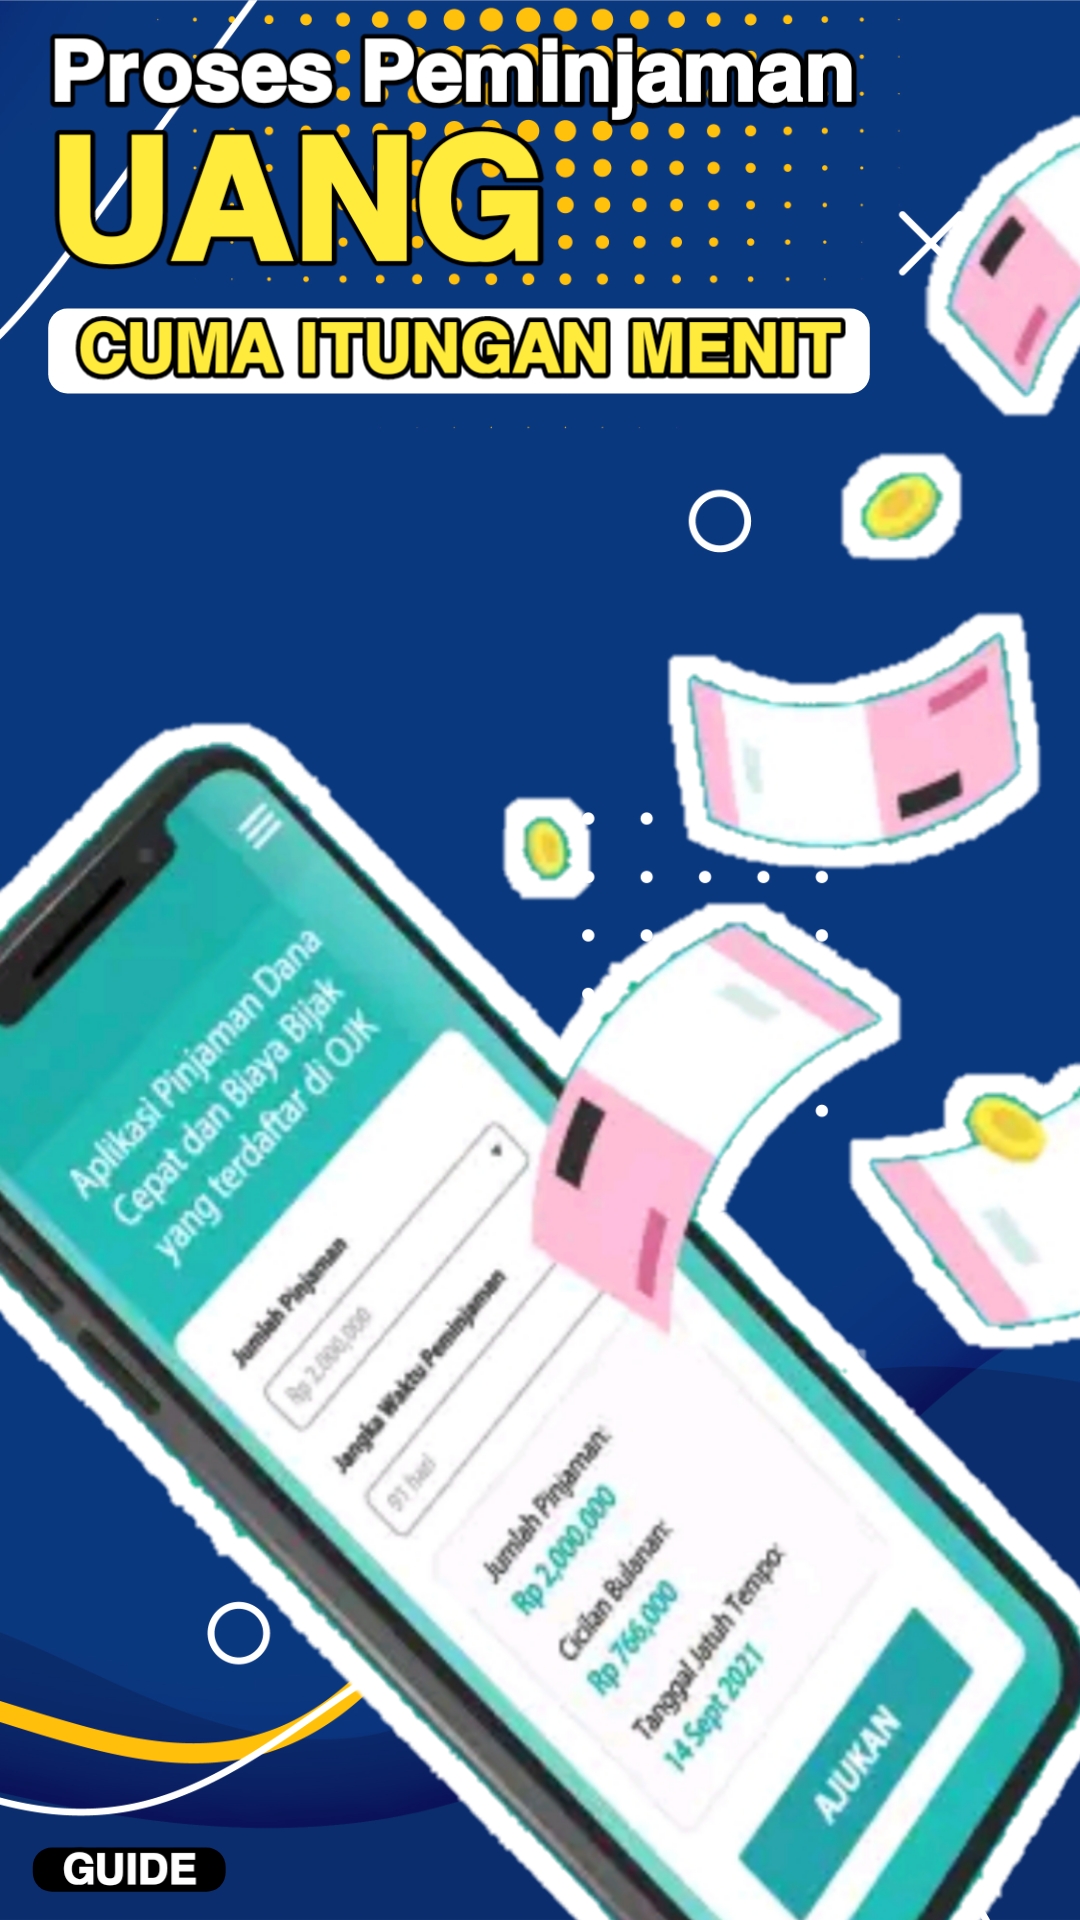 Proses Peminjaman
UANG
CUMA ITUNGAN MENIT
Aplikasi Pinjaman Dana
Cepat dan Biaya Bijak
yang terdaftar di OJK
Jumlah Pinjaman
Rp 2.000,000
Jangka Waktu Peminjaman
91 hari
Jumlah Pinjaman:
Rp 2,000,000
Cicilan Bulanan:
Rp 766,000
Tanggal Jatuh Tempo:
14 Sept 2021
AJUKAN
GUIDE